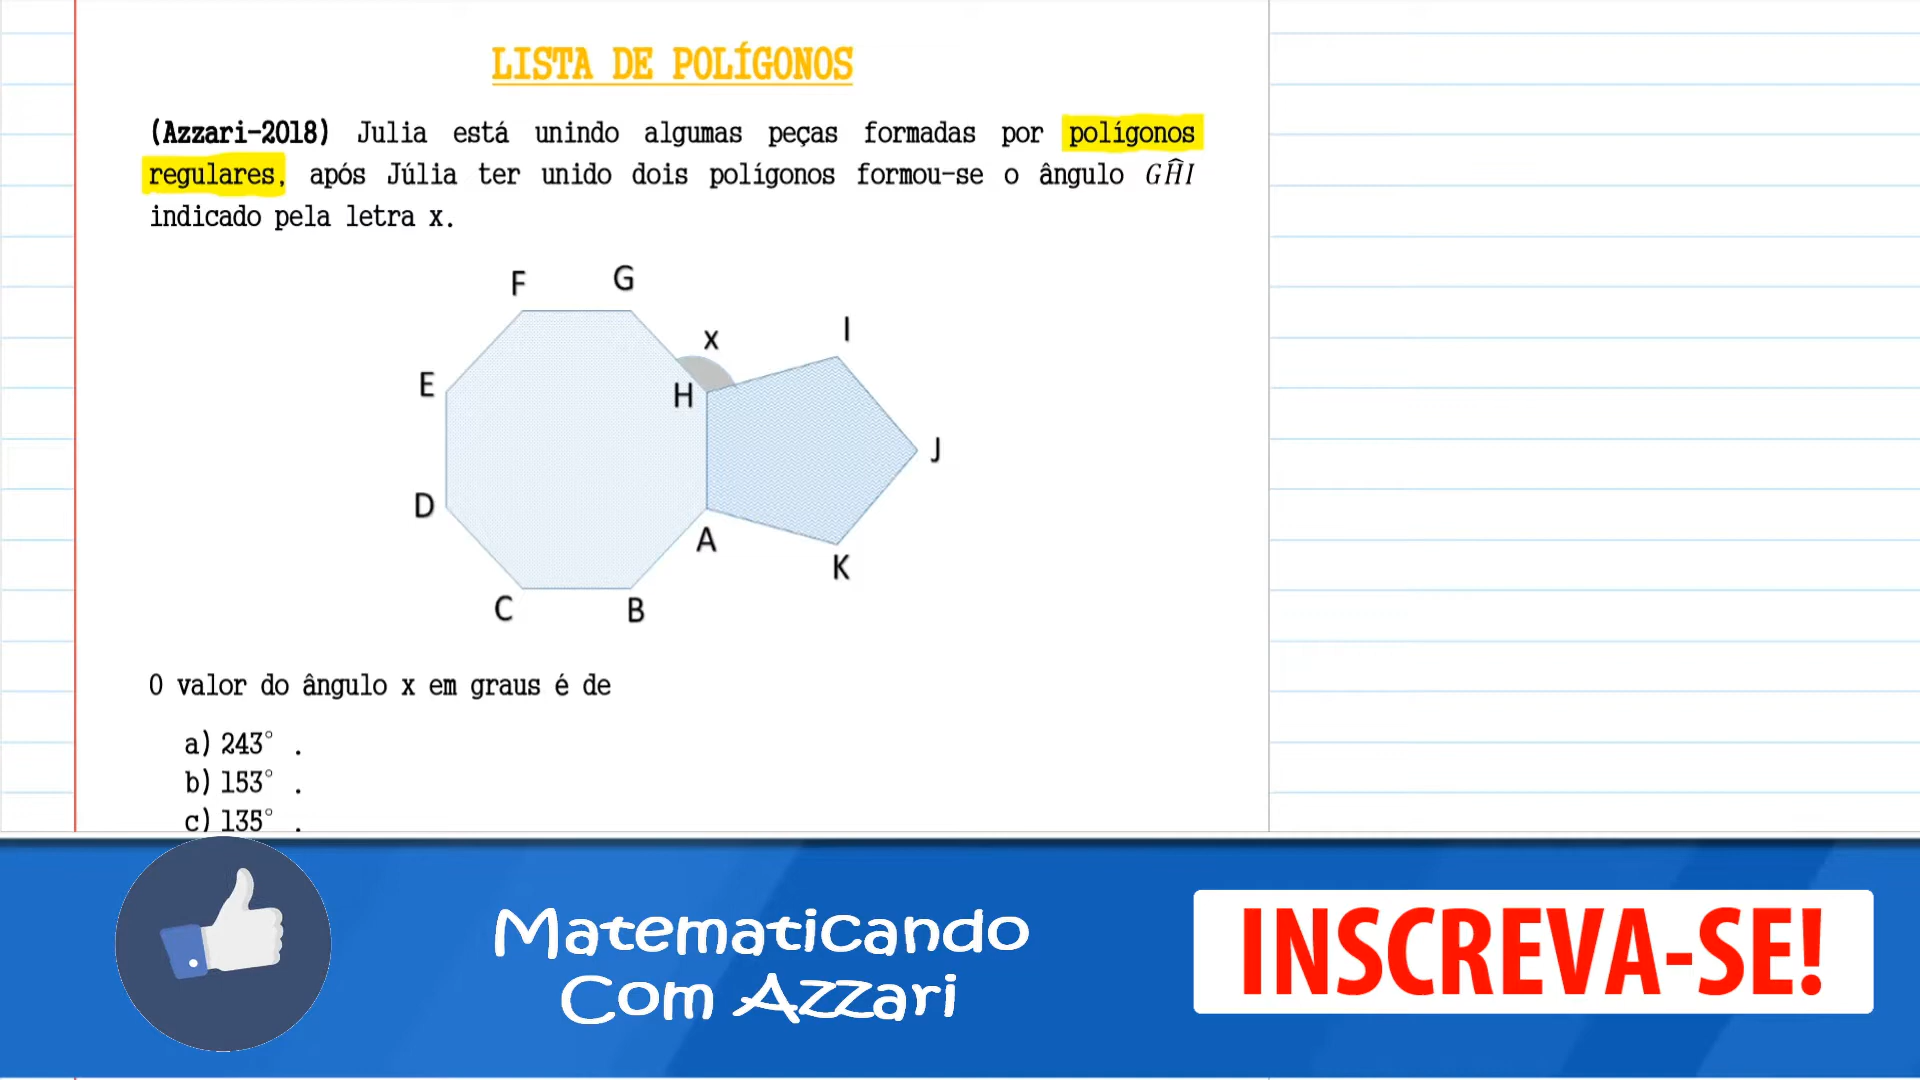 LISTA DE POLÍGONOS
(Azzari-2018) Julia está unindo algumas peças formadas por polígonos
regulares, após Júlia ter unido dois polígonos formou-se o ângulo GĤI
indicado pela letra x.
F G
x I
E H
J
D A
K
C B
O valor do ângulo x em graus é de
a) 243° .
b) 153° .
c) 135° .
Matematicando
Com Azzari
INSCREVA-SE!